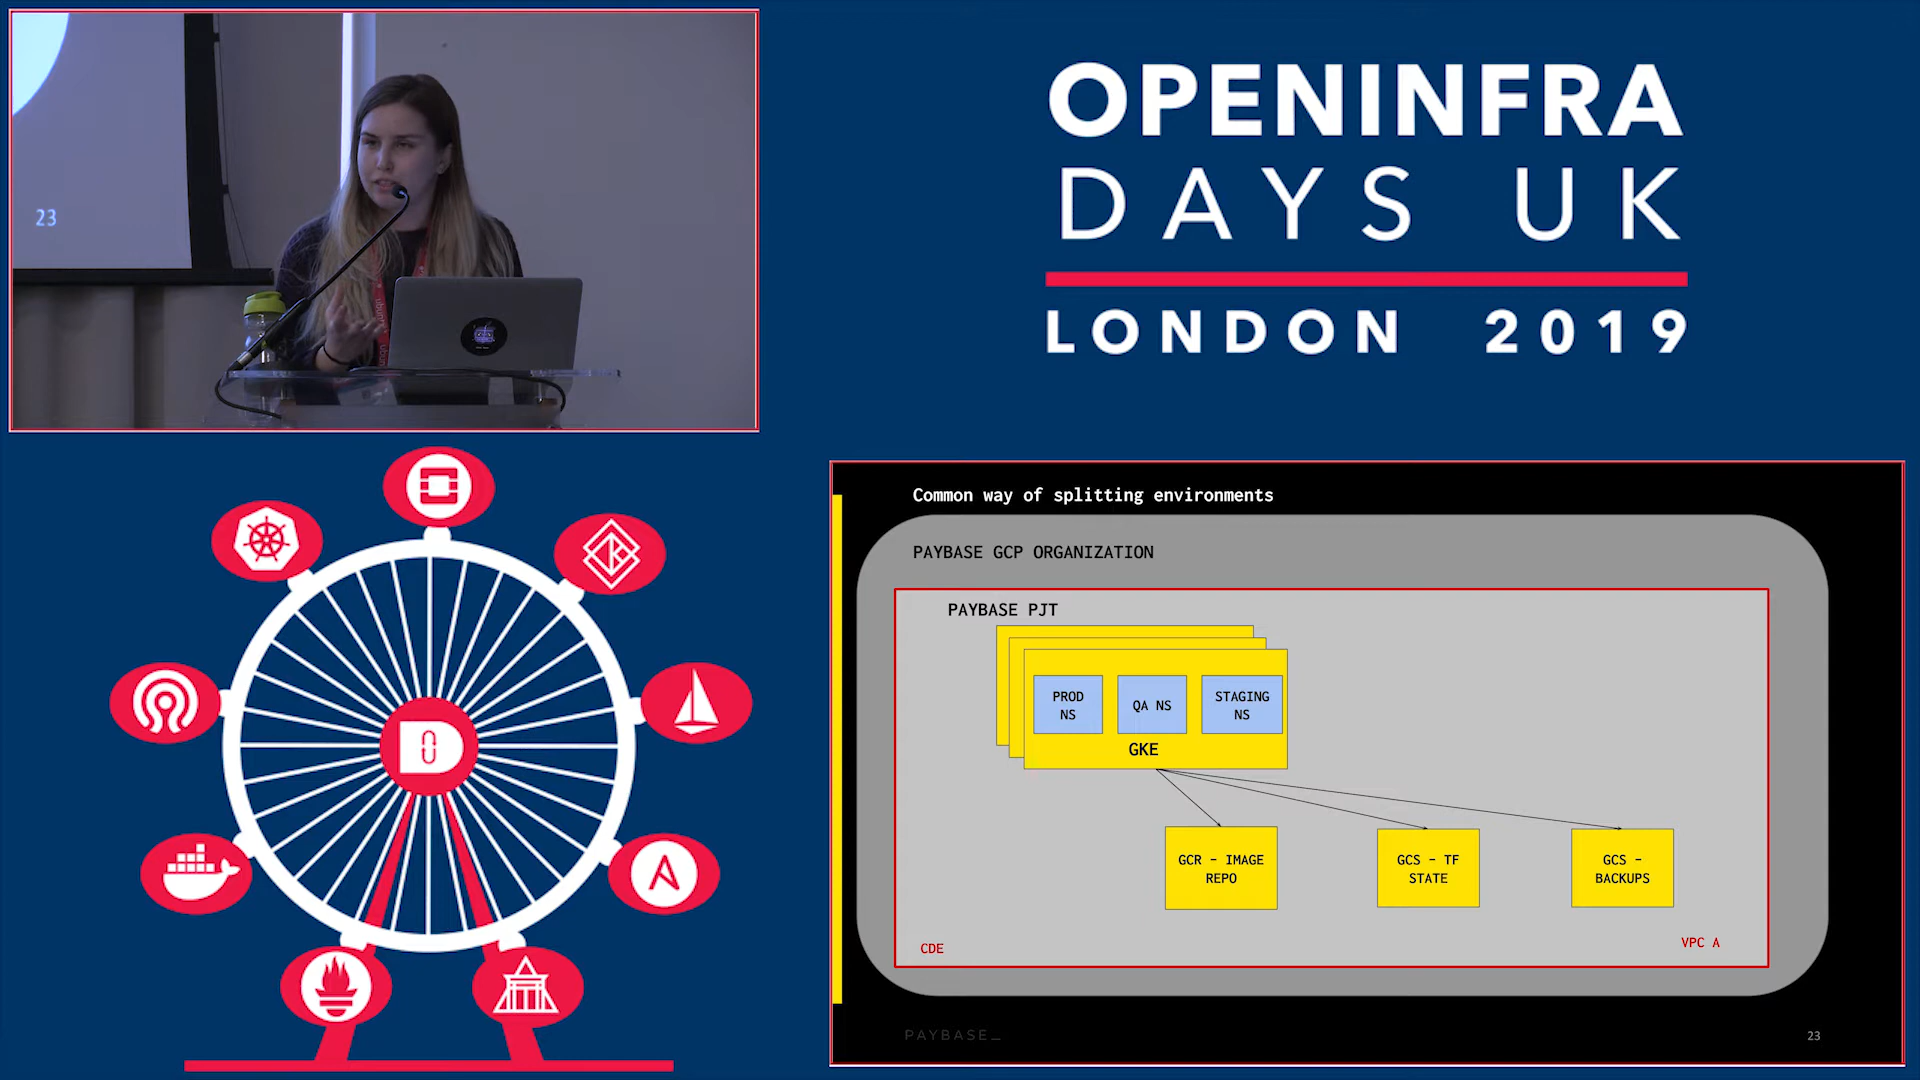 23
OPENINFRA
DAYS UK
LONDON 2019
Common way of splitting environments
PAYBASE GCP ORGANIZATION
PAYBASE PJT
PROD
NS
QA NS
STAGING
NS
GKE
GCR - IMAGE
REPO
GCS - TF
STATE
GCS -
BACKUPS
CDE
VPC A
PAYBASE_
23